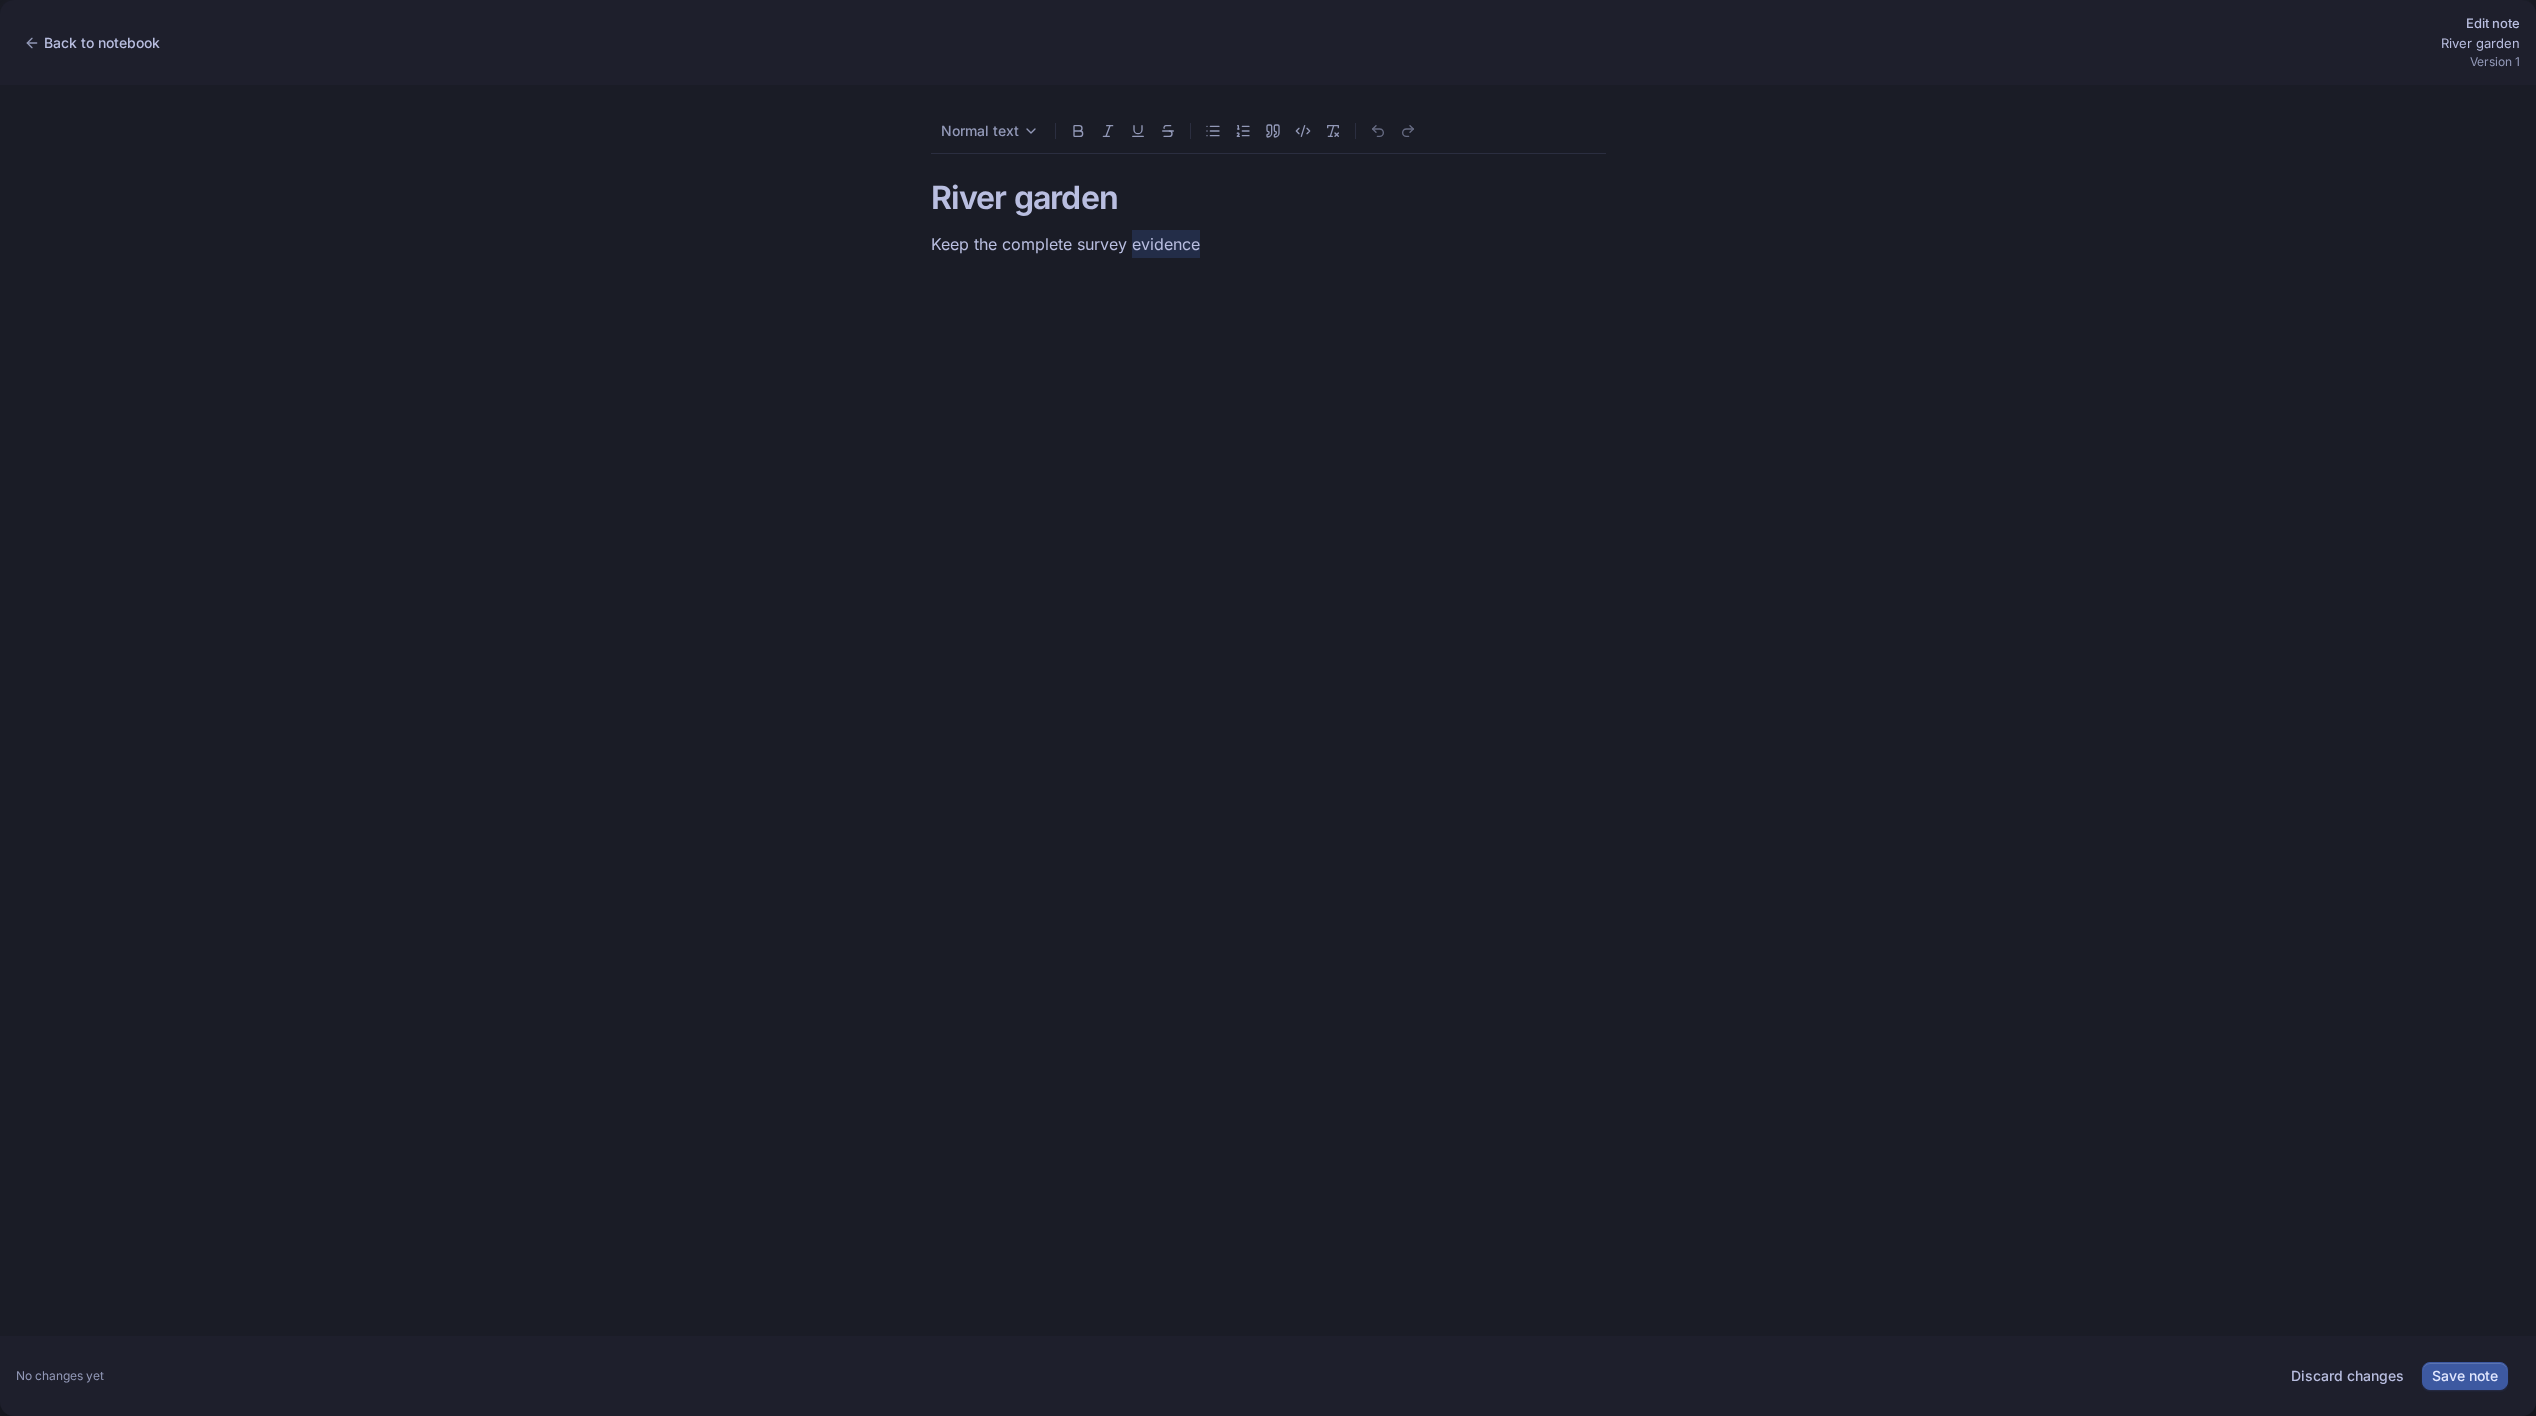 Back to notebook
Edit note
River garden
Version 1
Normal text
River garden
Keep the complete survey evidence
No changes yet
Discard changes
Save note